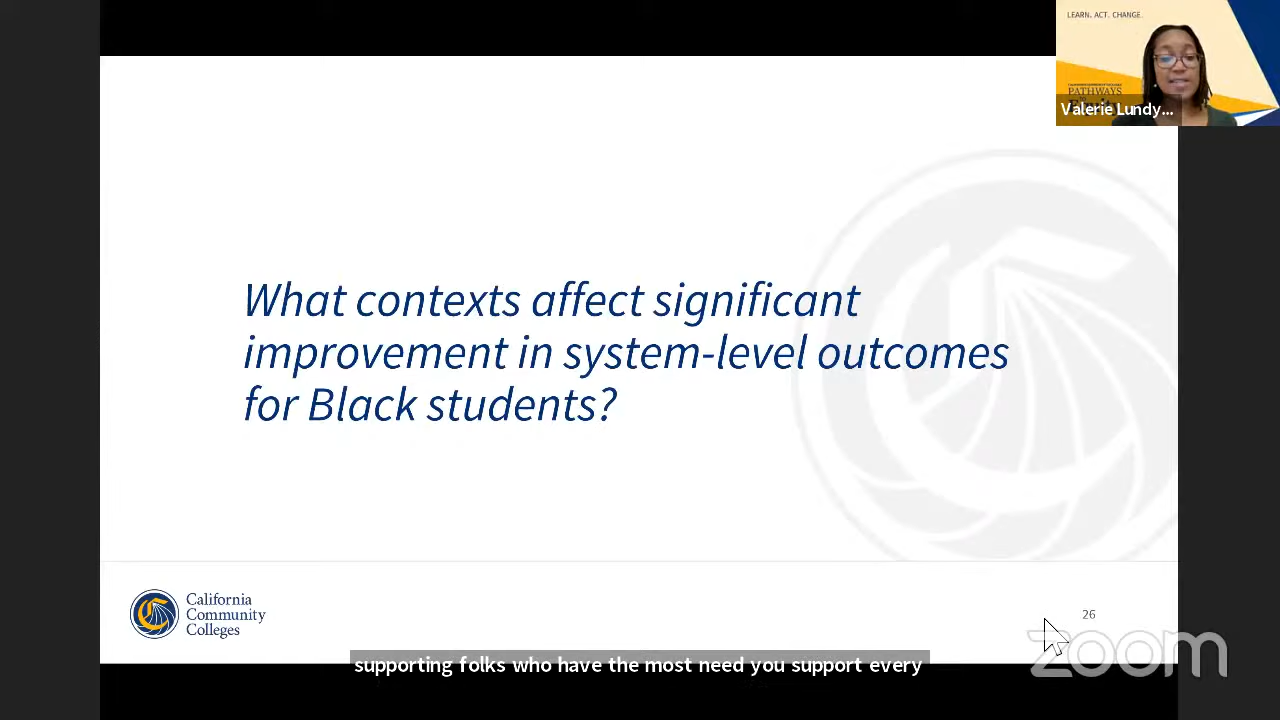 LEARN. ACT. CHANGE.
PATHWAYS
Valerie Lundy...
What contexts affect significant
improvement in system-level outcomes
for Black students?
California
Community
Colleges
26
zoom
supporting folks who have the most need you support every